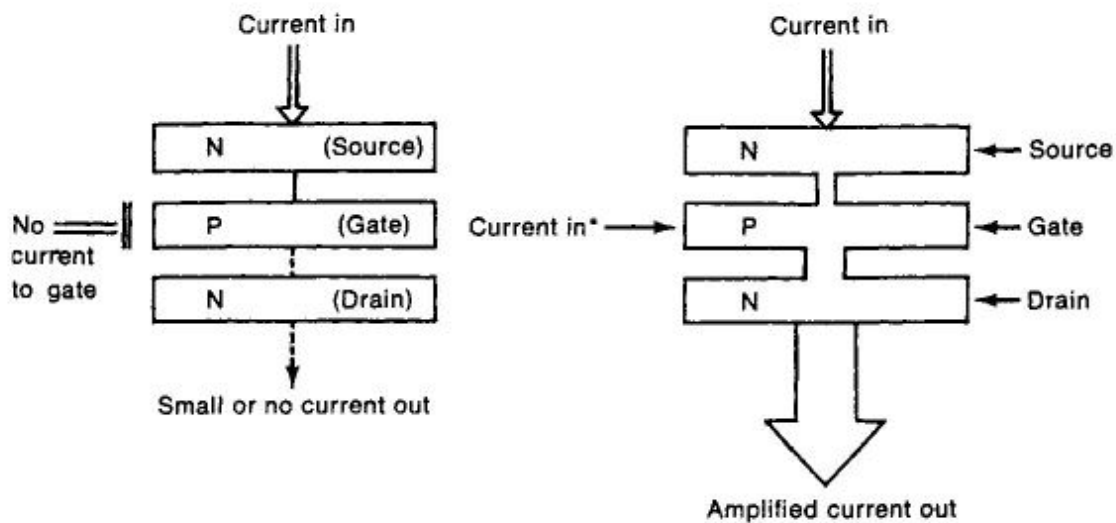 Current in
N (Source)
No
current
to gate
P (Gate)
N (Drain)
Small or no current out
Current in
N
Source
Current in*
P
Gate
N
Drain
Amplified current out